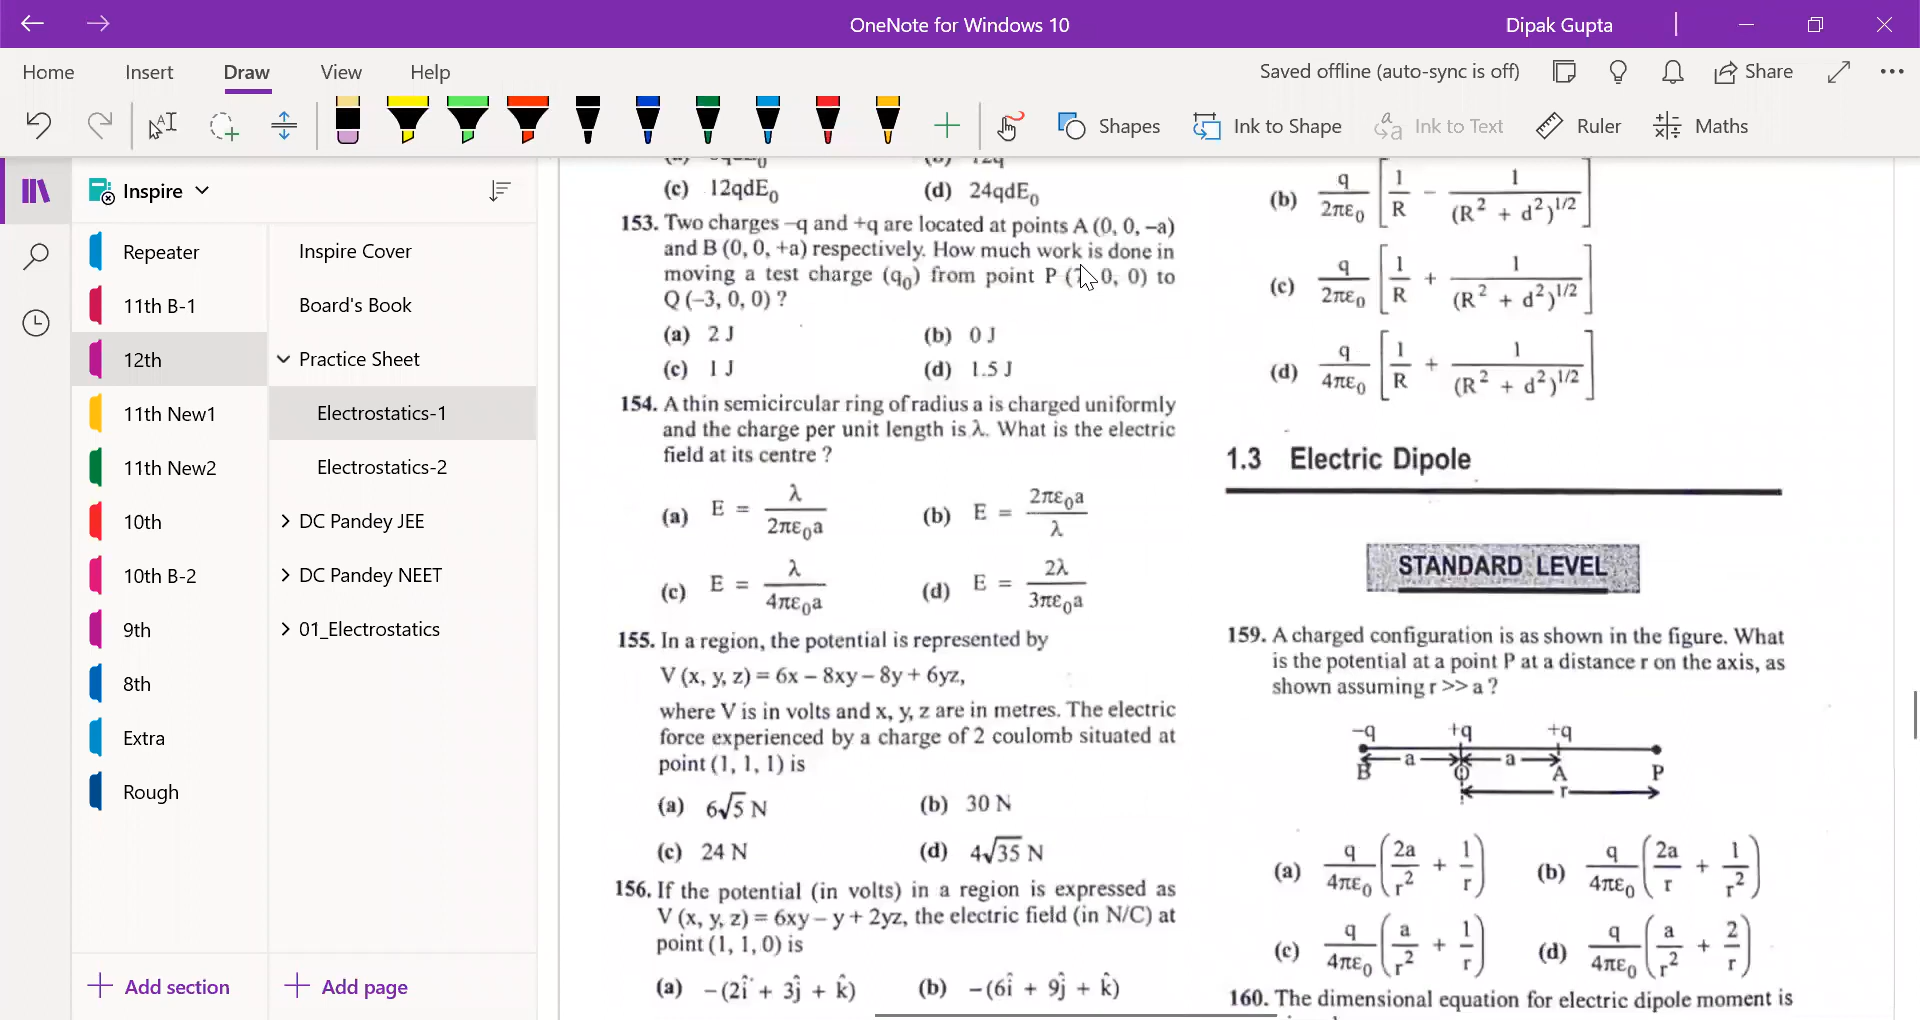 OneNote for Windows 10
Dipak Gupta
Home Insert Draw View Help
Saved offline (auto-sync is off)
Share
Shapes
Ink to Shape
Ink to Text
Ruler
Maths
Inspire
Repeater
11th B-1
12th
11th New1
11th New2
10th
10th B-2
9th
8th
Extra
Rough
Add section
Inspire Cover
Board's Book
Practice Sheet
Electrostatics-1
Electrostatics-2
DC Pandey JEE
DC Pandey NEET
01_Electrostatics
Add page
(c) 12qdE₀ (d) 24qdE₀
153. Two charges –q and +q are located at points A (0, 0, –a)
and B (0, 0, +a) respectively. How much work is done in
moving a test charge (q₀) from point P ( 0, 0) to
Q (–3, 0, 0) ?
(a) 2 J (b) 0 J
(c) 1 J (d) 1.5 J
154. A thin semicircular ring of radius a is charged uniformly
and the charge per unit length is λ. What is the electric
field at its centre ?
(a) E = λ / 2πε₀a (b) E = 2πε₀a / λ
(c) E = λ / 4πε₀a (d) E = 2λ / 3πε₀a
155. In a region, the potential is represented by
V (x, y, z) = 6x – 8xy – 8y + 6yz,
where V is in volts and x, y, z are in metres. The electric
force experienced by a charge of 2 coulomb situated at
point (1, 1, 1) is
(a) 6√5 N (b) 30 N
(c) 24 N (d) 4√35 N
156. If the potential (in volts) in a region is expressed as
V (x, y, z) = 6xy – y + 2yz, the electric field (in N/C) at
point (1, 1, 0) is
(a) –(2î + 3ĵ + k̂) (b) –(6î + 9ĵ + k̂)
(b) q / 2πε₀ [1/R – 1/(R² + d²)^1/2]
(c) q / 2πε₀ [1/R + 1/(R² + d²)^1/2]
(d) q / 4πε₀ [1/R + 1/(R² + d²)^1/2]
1.3 Electric Dipole
STANDARD LEVEL
159. A charged configuration is as shown in the figure. What
is the potential at a point P at a distance r on the axis, as
shown assuming r >> a ?
–q +q +q
a a
B O A P
r
(a) q / 4πε₀ (2a/r² + 1/r) (b) q / 4πε₀ (2a/r + 1/r²)
(c) q / 4πε₀ (a/r² + 1/r) (d) q / 4πε₀ (a/r² + 2/r)
160. The dimensional equation for electric dipole moment is